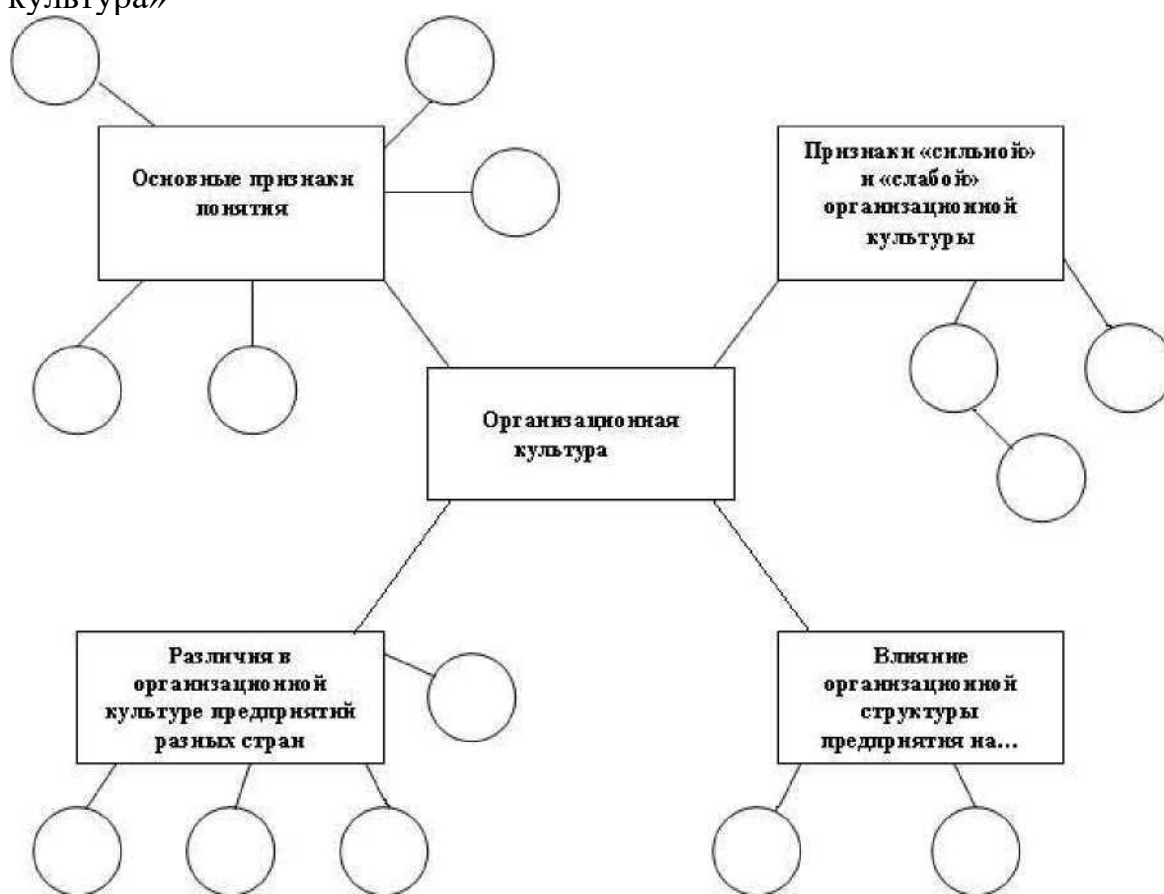 культура»
Основные признаки
понятия
Признаки «сильной»
и «слабой»
организационной
культуры
Организационная
культура
Различия в
организационной
культуре предприятий
разных стран
Влияние
организационной
структуры
предприятия на...